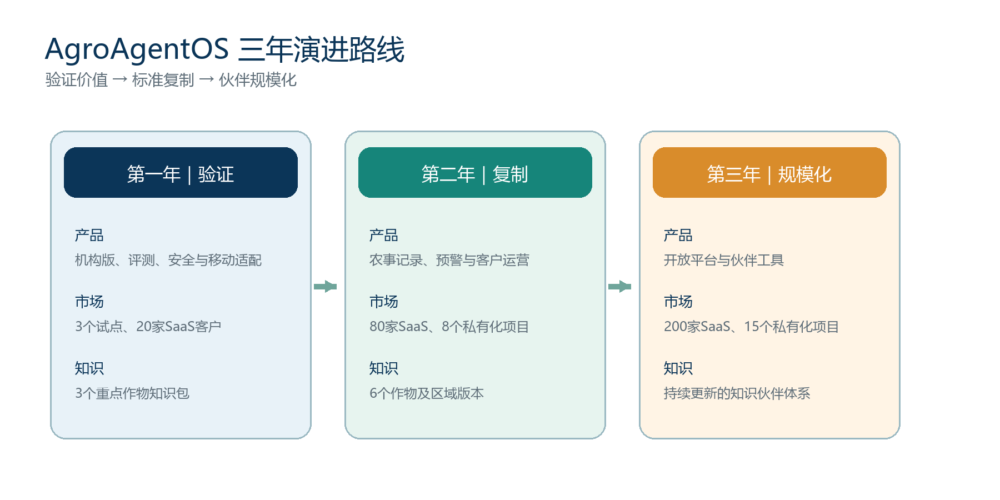 AgroAgentOS 三年演进路线
验证价值 → 标准复制 → 伙伴规模化
第一年｜验证
产品
机构版、评测、安全与移动适配
市场
3个试点、20家SaaS客户
知识
3个重点作物知识包
第二年｜复制
产品
农事记录、预警与客户运营
市场
80家SaaS、8个私有化项目
知识
6个作物及区域版本
第三年｜规模化
产品
开放平台与伙伴工具
市场
200家SaaS、15个私有化项目
知识
持续更新的知识伙伴体系